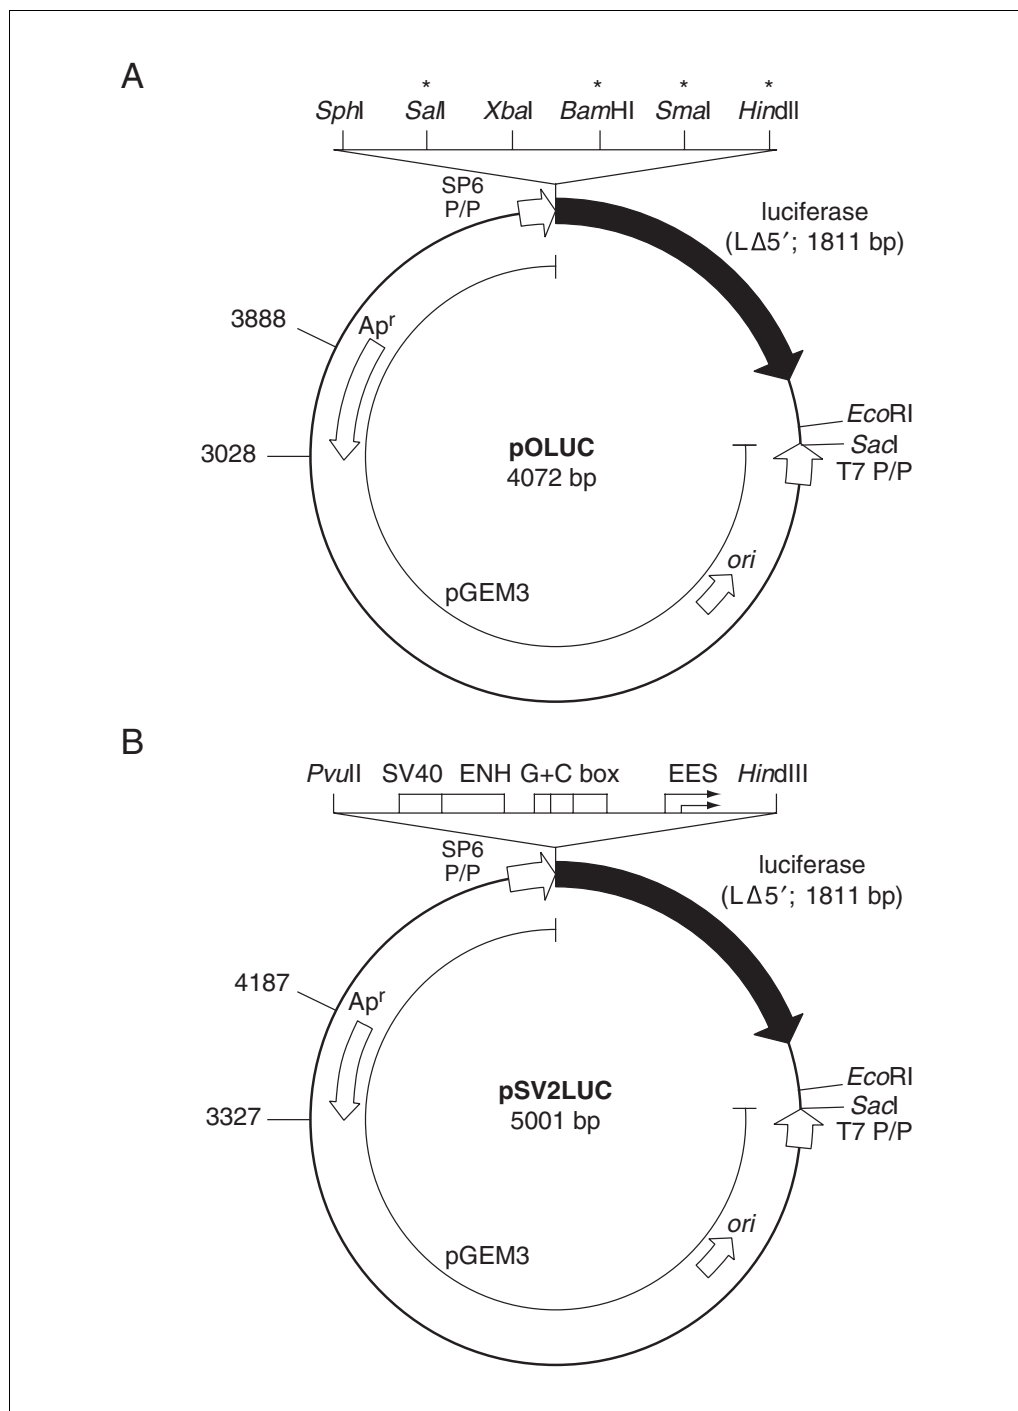 A
* * * *
SphI SalI XbaI BamHI SmaI HindII
SP6
P/P
luciferase
(LΔ5′; 1811 bp)
3888
Apr
EcoRI
SacI
T7 P/P
3028
pOLUC
4072 bp
ori
pGEM3
B
PvuII SV40 ENH G+C box EES HindIII
SP6
P/P
luciferase
(LΔ5′; 1811 bp)
4187
Apr
EcoRI
SacI
T7 P/P
3327
pSV2LUC
5001 bp
ori
pGEM3